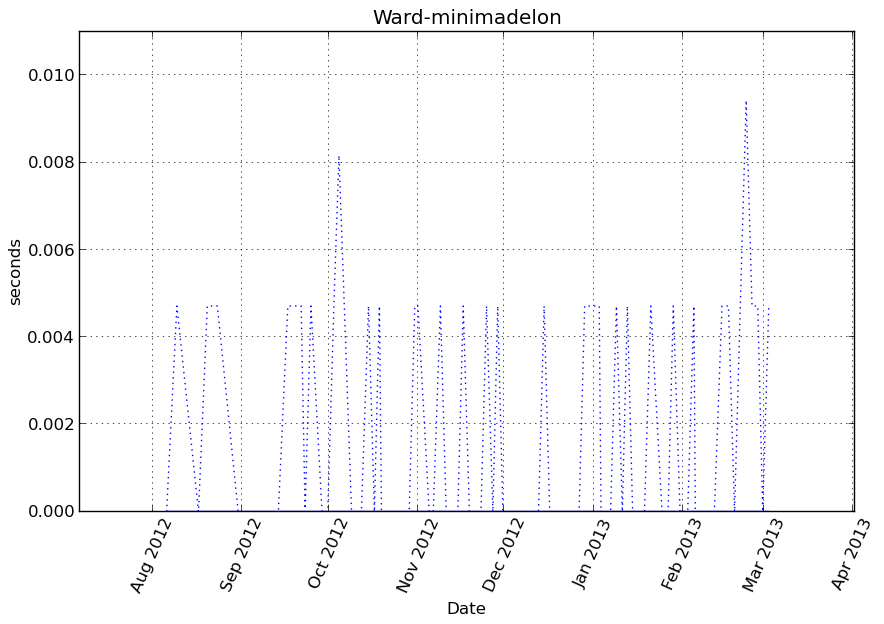 Ward-minimadelon
0.010
0.008
0.006
0.004
0.002
0.000
seconds
Aug 2012
Sep 2012
Oct 2012
Nov 2012
Dec 2012
Jan 2013
Feb 2013
Mar 2013
Apr 2013
Date